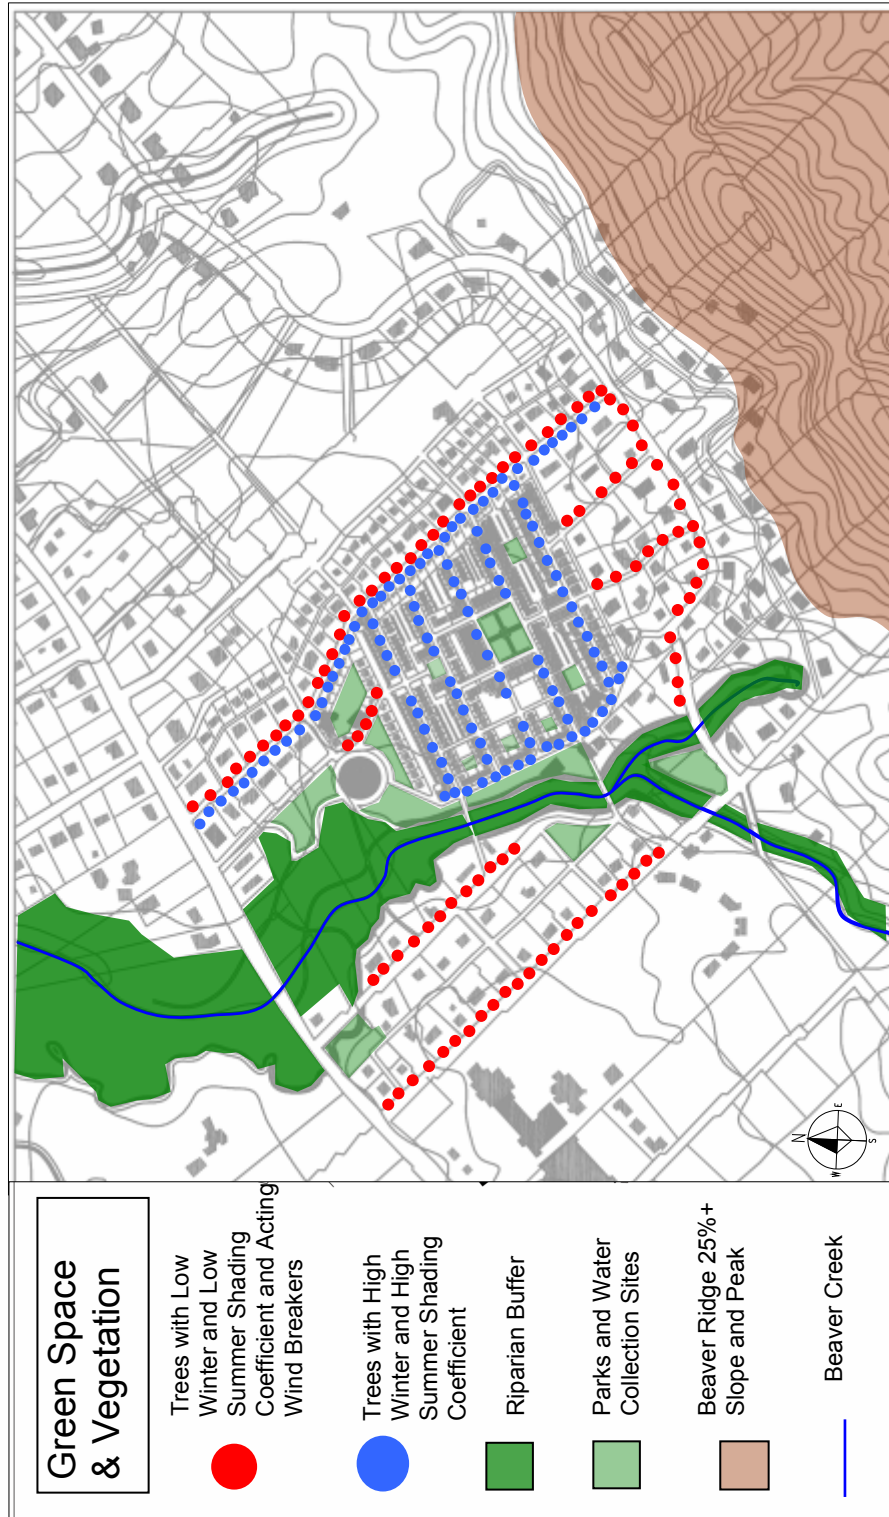 Green Space
& Vegetation
Trees with Low
Winter and Low
Summer Shading
Coefficient and Acting
Wind Breakers
Trees with High
Winter and High
Summer Shading
Coefficient
Riparian Buffer
Parks and Water
Collection Sites
Beaver Ridge 25%+
Slope and Peak
Beaver Creek
N
E
S
W